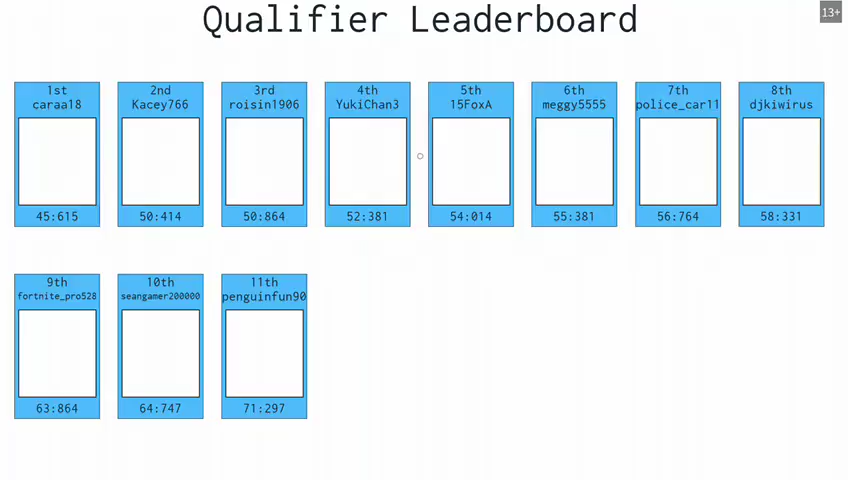 Qualifier Leaderboard
13+
1st
caraa18
45:615
2nd
Kacey766
50:414
3rd
roisin1906
50:864
4th
YukiChan3
52:381
5th
15FoxA
54:014
6th
meggy5555
55:381
7th
police_car11
56:764
8th
djkiwirus
58:331
9th
fortnite_pro528
63:864
10th
seangamer200000
64:747
11th
penguinfun90
71:297